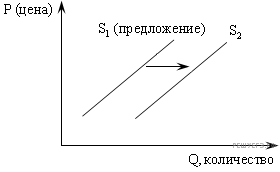 P (цена)
S₁ (предложение)
S₂
Q, количество